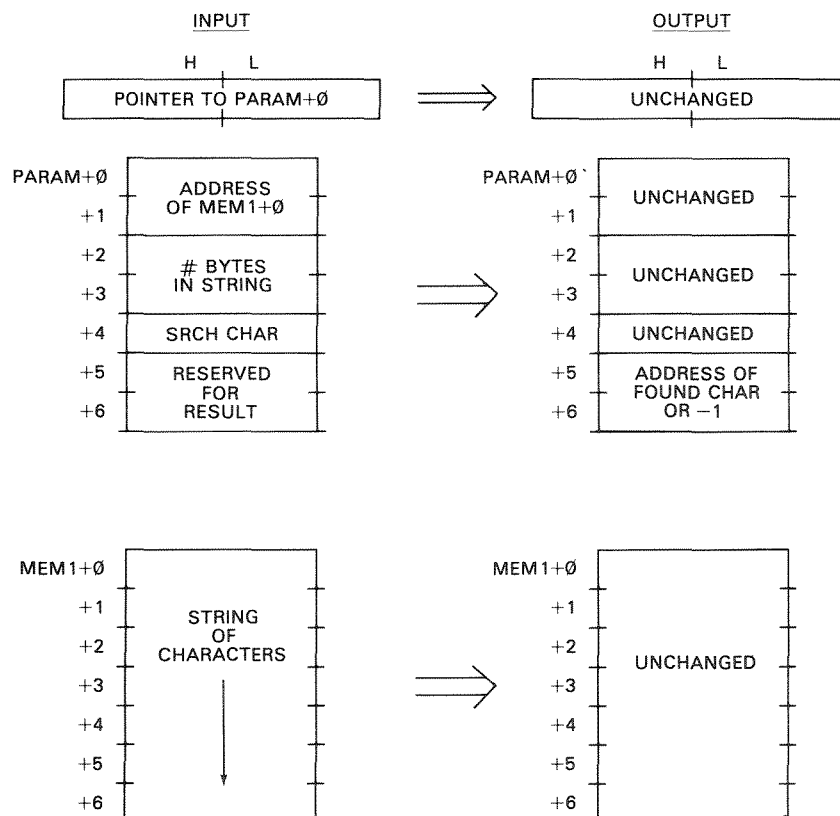 INPUT
OUTPUT
H L
H L
POINTER TO PARAM+Ø
UNCHANGED
PARAM+Ø
+1
+2
+3
+4
+5
+6
ADDRESS
OF MEM1+Ø
# BYTES
IN STRING
SRCH CHAR
RESERVED
FOR
RESULT
PARAM+Ø
+1
+2
+3
+4
+5
+6
UNCHANGED
UNCHANGED
UNCHANGED
ADDRESS OF
FOUND CHAR
OR −1
MEM1+Ø
+1
+2
+3
+4
+5
+6
STRING
OF
CHARACTERS
MEM1+Ø
+1
+2
+3
+4
+5
+6
UNCHANGED